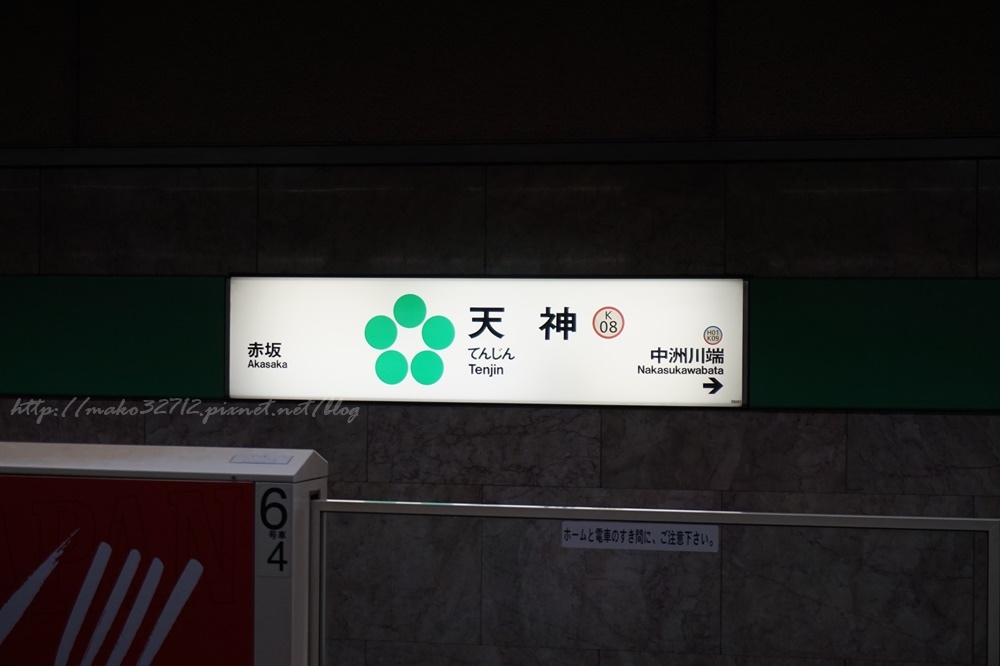 天神
K
08
てんじん
Tenjin
赤坂
Akasaka
H01
K09
中洲川端
Nakasukawabata
http://mako32712.pixnet.net/blog
6
号車
4
ホームと電車のすき間に、ご注意下さい。